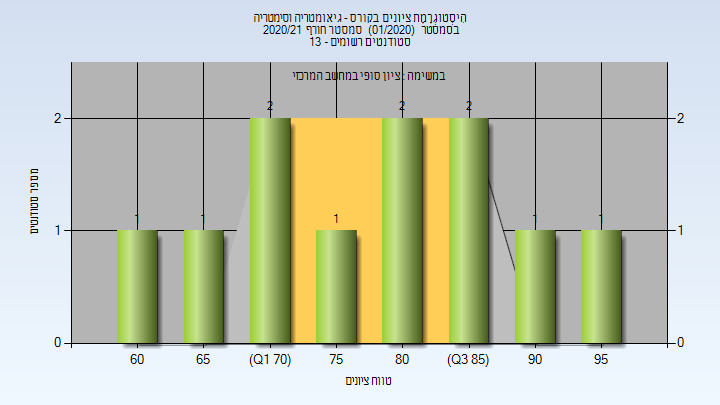 היסטוגרמת ציונים בקורס - גיאומטריה וסימטריה
בסמסטר (01/2020) סמסטר חורף 2020/21
סטודנטים רשומים - 13
במשימה : ציון סופי במחשב המרכזי
2 2 2
2 2
מספר סטודנטים
1 1 1 1 1
1 1
0 0
60 65 (Q1 70) 75 80 (Q3 85) 90 95
טווח ציונים